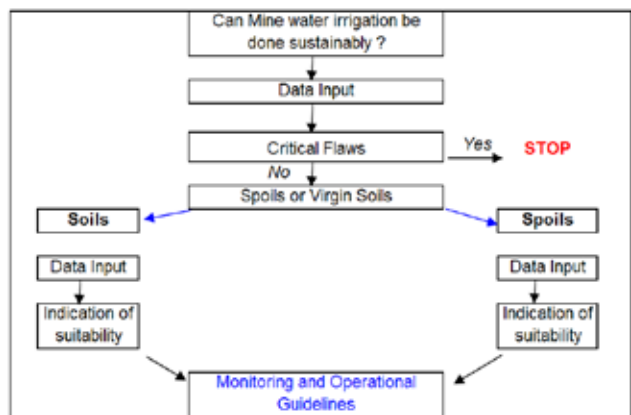 Can Mine water irrigation be
done sustainably ?
Data Input
Critical Flaws
Yes
STOP
No
Spoils or Virgin Soils
Soils
Spoils
Data Input
Data Input
Indication of
suitability
Indication of
suitability
Monitoring and Operational
Guidelines